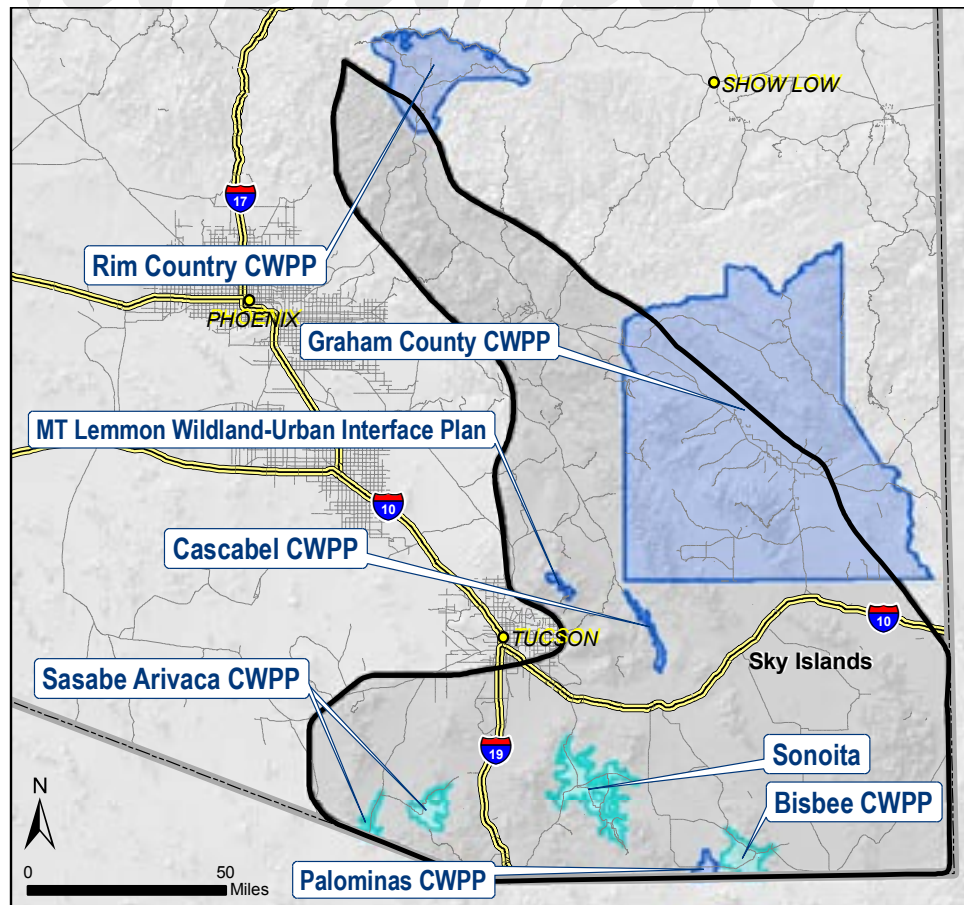 SHOW LOW
17
Rim Country CWPP
PHOENIX
Graham County CWPP
MT Lemmon Wildland-Urban Interface Plan
10
Cascabel CWPP
10
TUCSON
Sky Islands
Sasabe Arivaca CWPP
19
Sonoita
Bisbee CWPP
N
0
50
Miles
Palominas CWPP